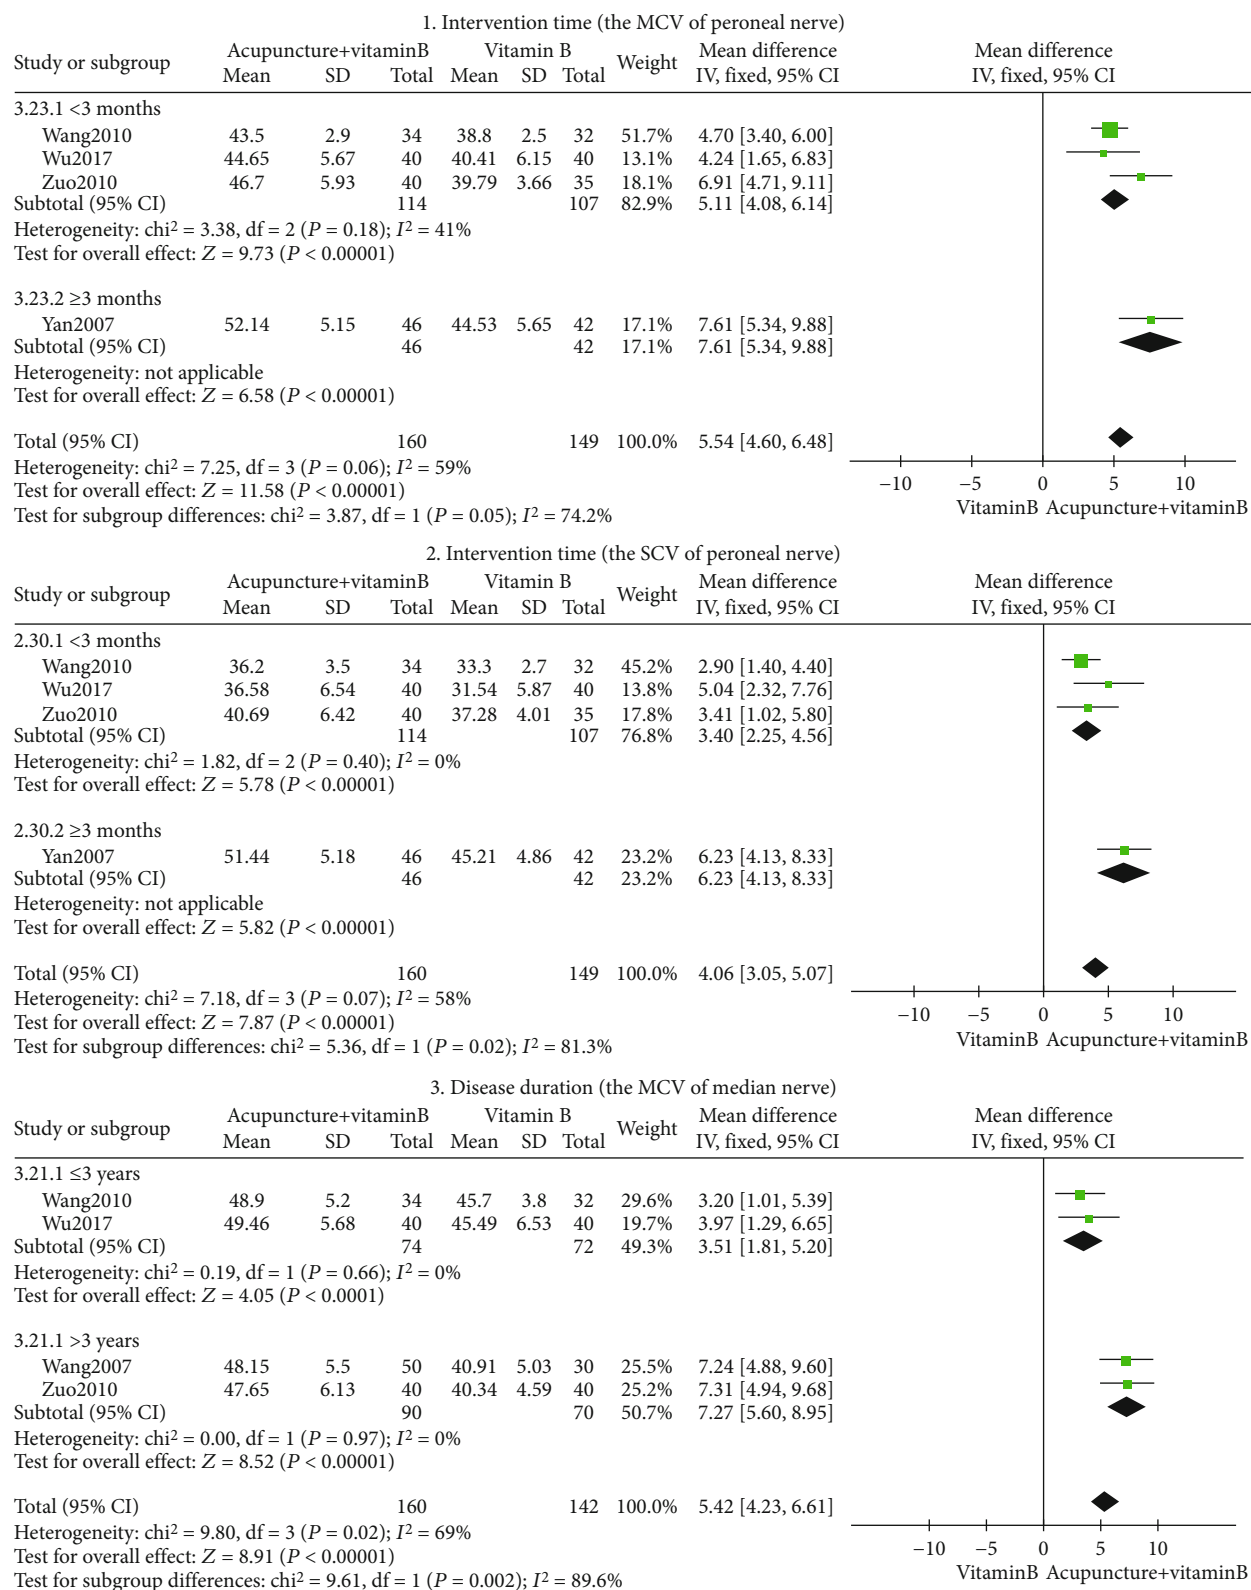 1. Intervention time (the MCV of peroneal nerve)
Study or subgroup Acupuncture+vitaminB Vitamin B Weight Mean difference Mean difference
Mean SD Total Mean SD Total IV, fixed, 95% CI IV, fixed, 95% CI
3.23.1 <3 months
Wang2010 43.5 2.9 34 38.8 2.5 32 51.7% 4.70 [3.40, 6.00]
Wu2017 44.65 5.67 40 40.41 6.15 40 13.1% 4.24 [1.65, 6.83]
Zuo2010 46.7 5.93 40 39.79 3.66 35 18.1% 6.91 [4.71, 9.11]
Subtotal (95% CI) 114 107 82.9% 5.11 [4.08, 6.14]
Heterogeneity: chi² = 3.38, df = 2 (P = 0.18); I² = 41%
Test for overall effect: Z = 9.73 (P < 0.00001)
3.23.2 ≥3 months
Yan2007 52.14 5.15 46 44.53 5.65 42 17.1% 7.61 [5.34, 9.88]
Subtotal (95% CI) 46 42 17.1% 7.61 [5.34, 9.88]
Heterogeneity: not applicable
Test for overall effect: Z = 6.58 (P < 0.00001)
Total (95% CI) 160 149 100.0% 5.54 [4.60, 6.48]
Heterogeneity: chi² = 7.25, df = 3 (P = 0.06); I² = 59%
Test for overall effect: Z = 11.58 (P < 0.00001)
Test for subgroup differences: chi² = 3.87, df = 1 (P = 0.05); I² = 74.2%
−10 −5 0 5 10
VitaminB Acupuncture+vitaminB
2. Intervention time (the SCV of peroneal nerve)
Study or subgroup Acupuncture+vitaminB Vitamin B Weight Mean difference Mean difference
Mean SD Total Mean SD Total IV, fixed, 95% CI IV, fixed, 95% CI
2.30.1 <3 months
Wang2010 36.2 3.5 34 33.3 2.7 32 45.2% 2.90 [1.40, 4.40]
Wu2017 36.58 6.54 40 31.54 5.87 40 13.8% 5.04 [2.32, 7.76]
Zuo2010 40.69 6.42 40 37.28 4.01 35 17.8% 3.41 [1.02, 5.80]
Subtotal (95% CI) 114 107 76.8% 3.40 [2.25, 4.56]
Heterogeneity: chi² = 1.82, df = 2 (P = 0.40); I² = 0%
Test for overall effect: Z = 5.78 (P < 0.00001)
2.30.2 ≥3 months
Yan2007 51.44 5.18 46 45.21 4.86 42 23.2% 6.23 [4.13, 8.33]
Subtotal (95% CI) 46 42 23.2% 6.23 [4.13, 8.33]
Heterogeneity: not applicable
Test for overall effect: Z = 5.82 (P < 0.00001)
Total (95% CI) 160 149 100.0% 4.06 [3.05, 5.07]
Heterogeneity: chi² = 7.18, df = 3 (P = 0.07); I² = 58%
Test for overall effect: Z = 7.87 (P < 0.00001)
Test for subgroup differences: chi² = 5.36, df = 1 (P = 0.02); I² = 81.3%
−10 −5 0 5 10
VitaminB Acupuncture+vitaminB
3. Disease duration (the MCV of median nerve)
Study or subgroup Acupuncture+vitaminB Vitamin B Weight Mean difference Mean difference
Mean SD Total Mean SD Total IV, fixed, 95% CI IV, fixed, 95% CI
3.21.1 ≤3 years
Wang2010 48.9 5.2 34 45.7 3.8 32 29.6% 3.20 [1.01, 5.39]
Wu2017 49.46 5.68 40 45.49 6.53 40 19.7% 3.97 [1.29, 6.65]
Subtotal (95% CI) 74 72 49.3% 3.51 [1.81, 5.20]
Heterogeneity: chi² = 0.19, df = 1 (P = 0.66); I² = 0%
Test for overall effect: Z = 4.05 (P < 0.0001)
3.21.1 >3 years
Wang2007 48.15 5.5 50 40.91 5.03 30 25.5% 7.24 [4.88, 9.60]
Zuo2010 47.65 6.13 40 40.34 4.59 40 25.2% 7.31 [4.94, 9.68]
Subtotal (95% CI) 90 70 50.7% 7.27 [5.60, 8.95]
Heterogeneity: chi² = 0.00, df = 1 (P = 0.97); I² = 0%
Test for overall effect: Z = 8.52 (P < 0.00001)
Total (95% CI) 160 142 100.0% 5.42 [4.23, 6.61]
Heterogeneity: chi² = 9.80, df = 3 (P = 0.02); I² = 69%
Test for overall effect: Z = 8.91 (P < 0.00001)
Test for subgroup differences: chi² = 9.61, df = 1 (P = 0.002); I² = 89.6%
−10 −5 0 5 10
VitaminB Acupuncture+vitaminB